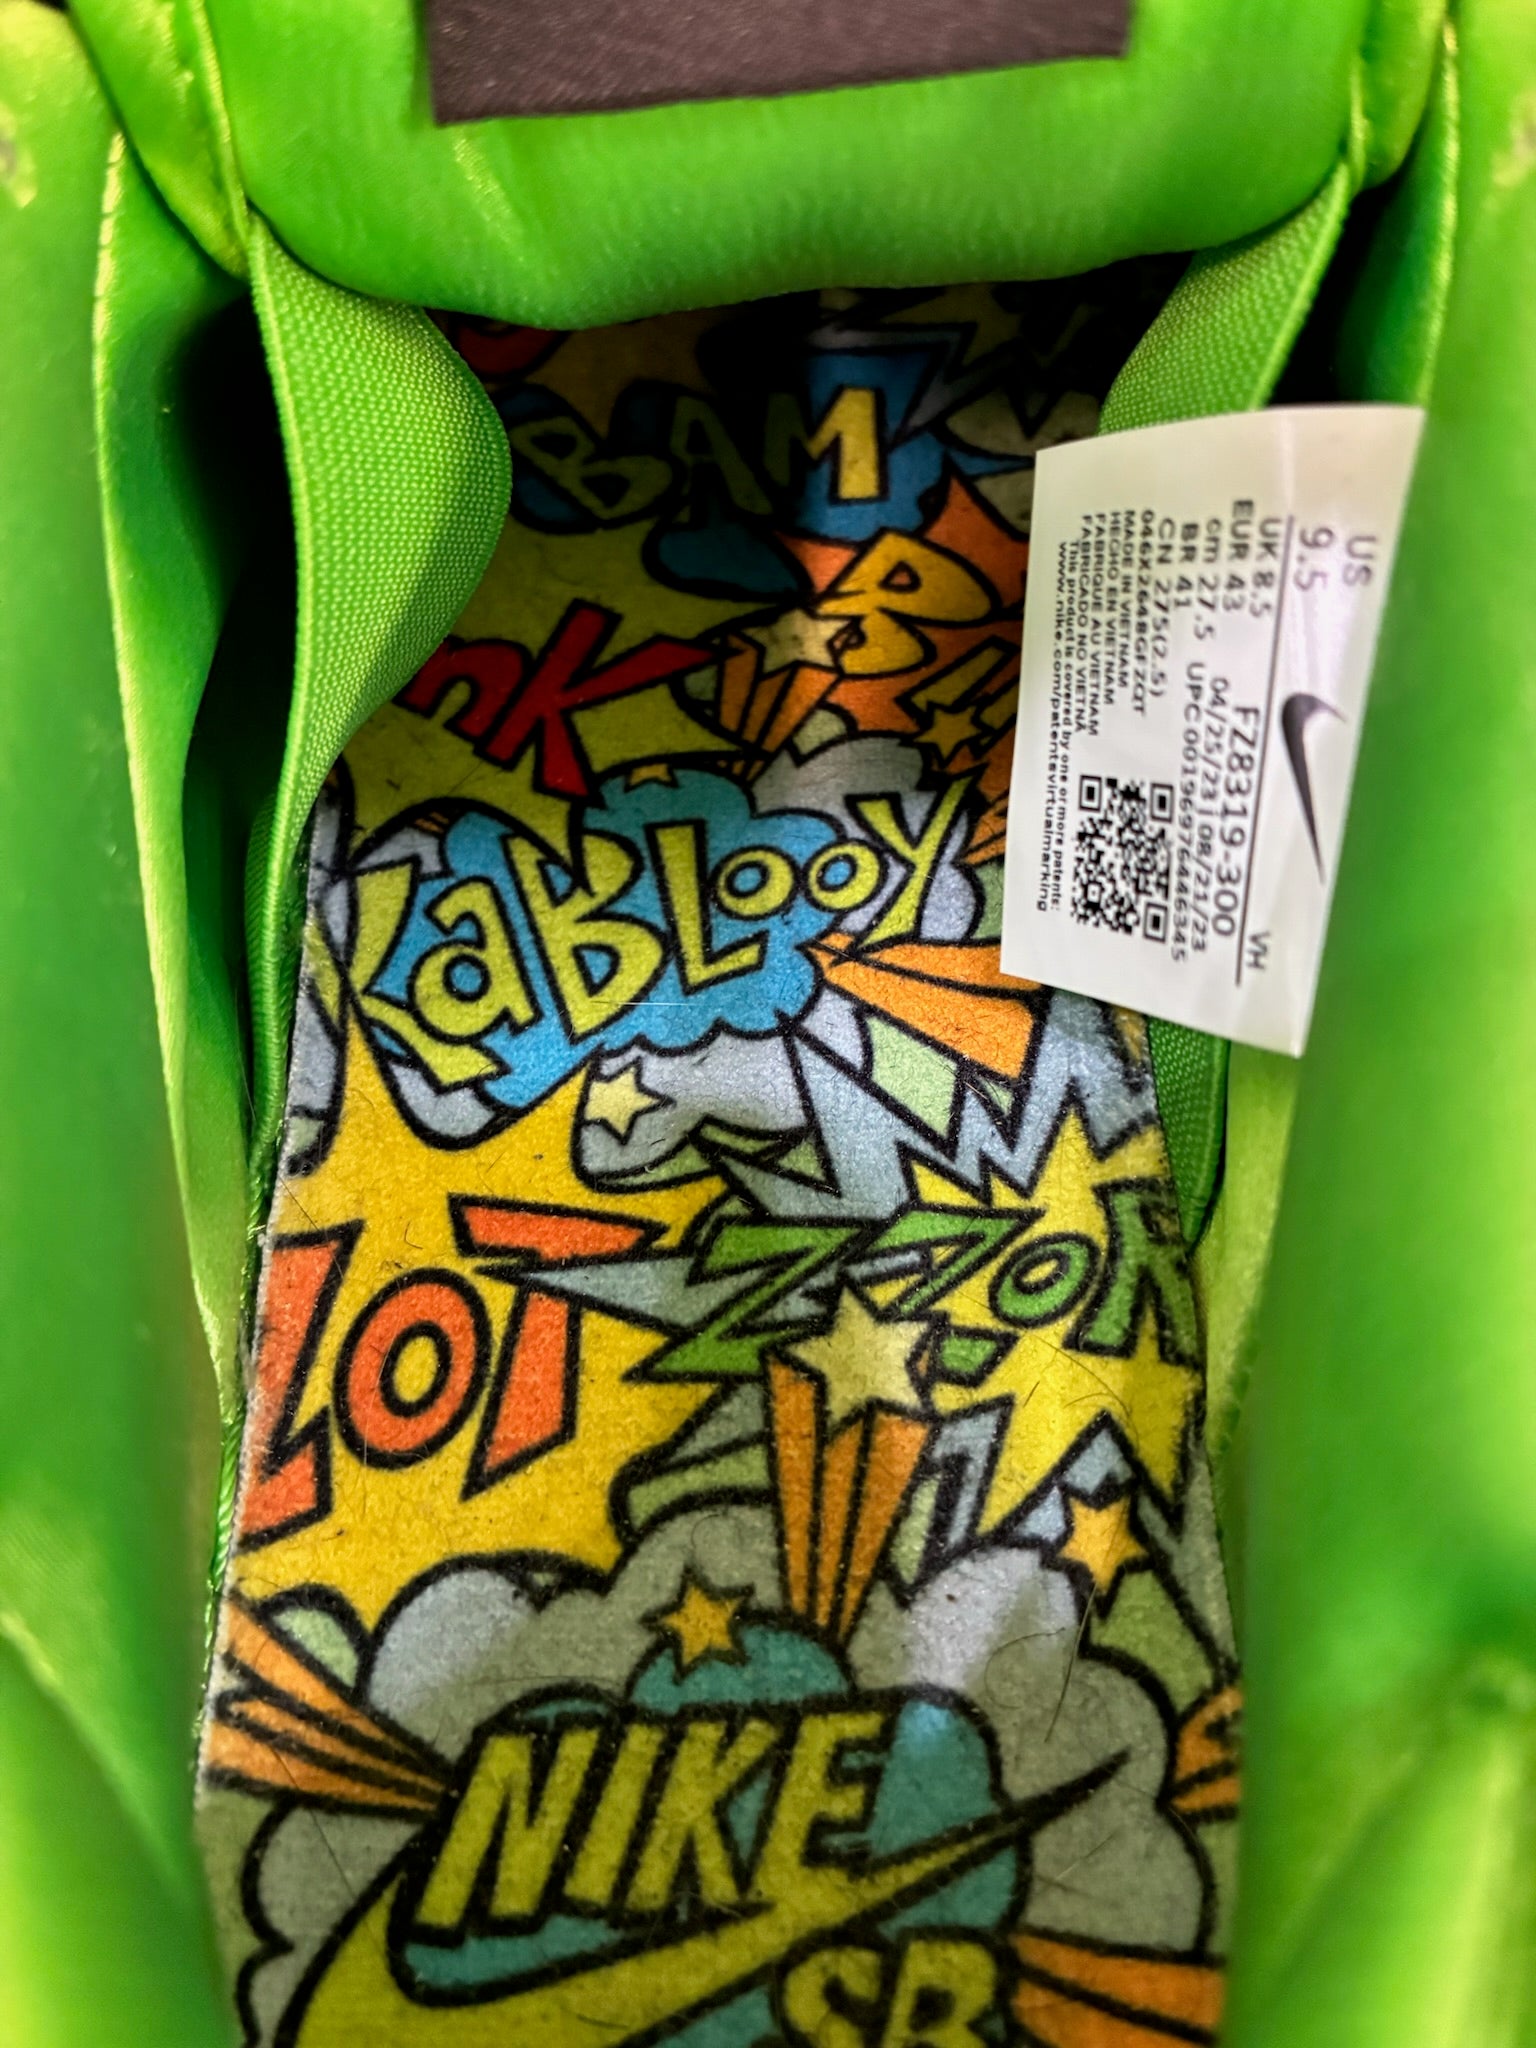 BAM
nK
B
KaBLooy
ZOT
NIKE
SB
US
9.5
VH
UK 8.5
FZ8319-300
EUR 43
04/25/23|08/21/23
cm 27.5
UPC 00196976446345
BR 41
CN 275(2.5)
046X2648GFZQT
MADE IN VIETNAM
HECHO EN VIETNAM
FABRIQUE AU VIETNAM
FABRICADO NO VIETNÃ
This product is covered by one or more patents:
www.nike.com/patentsvirtualmarking